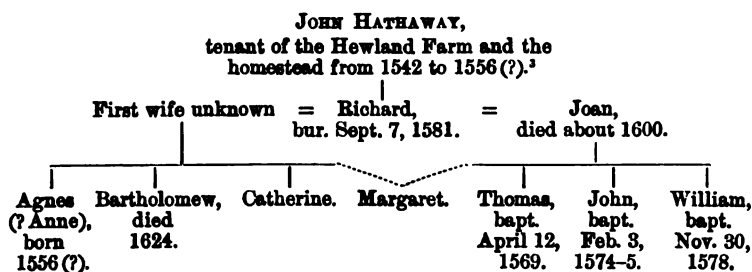 JOHN HATHAWAY,
tenant of the Hewland Farm and the
homestead from 1542 to 1556 (?).³
First wife unknown = Richard, = Joan,
bur. Sept. 7, 1581. died about 1600.
Agnes Bartholomew, Catherine. Margaret. Thomas, John, William,
(? Anne), died bapt. bapt. bapt.
born 1624. April 12, Feb. 3, Nov. 30,
1556 (?). 1569. 1574–5. 1578.